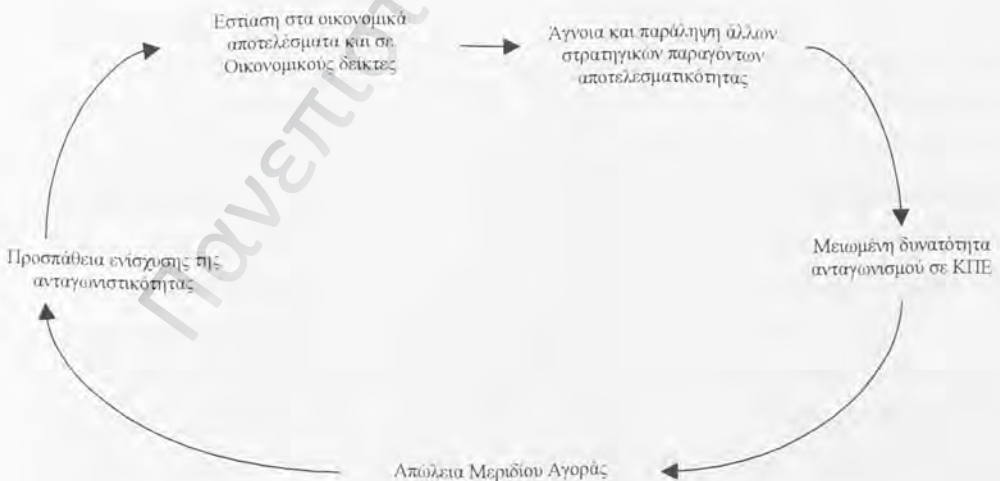 Εστίαση στα οικονομικά
αποτελέσματα και σε
Οικονομικούς δείκτες
Άγνοια και παράληψη άλλων
στρατηγικών παραγόντων
αποτελεσματικότητας
Μειωμένη δυνατότητα
ανταγωνισμού σε ΚΠΕ
Απώλεια Μεριδίου Αγοράς
Προσπάθεια ενίσχυσης της
ανταγωνιστικότητας